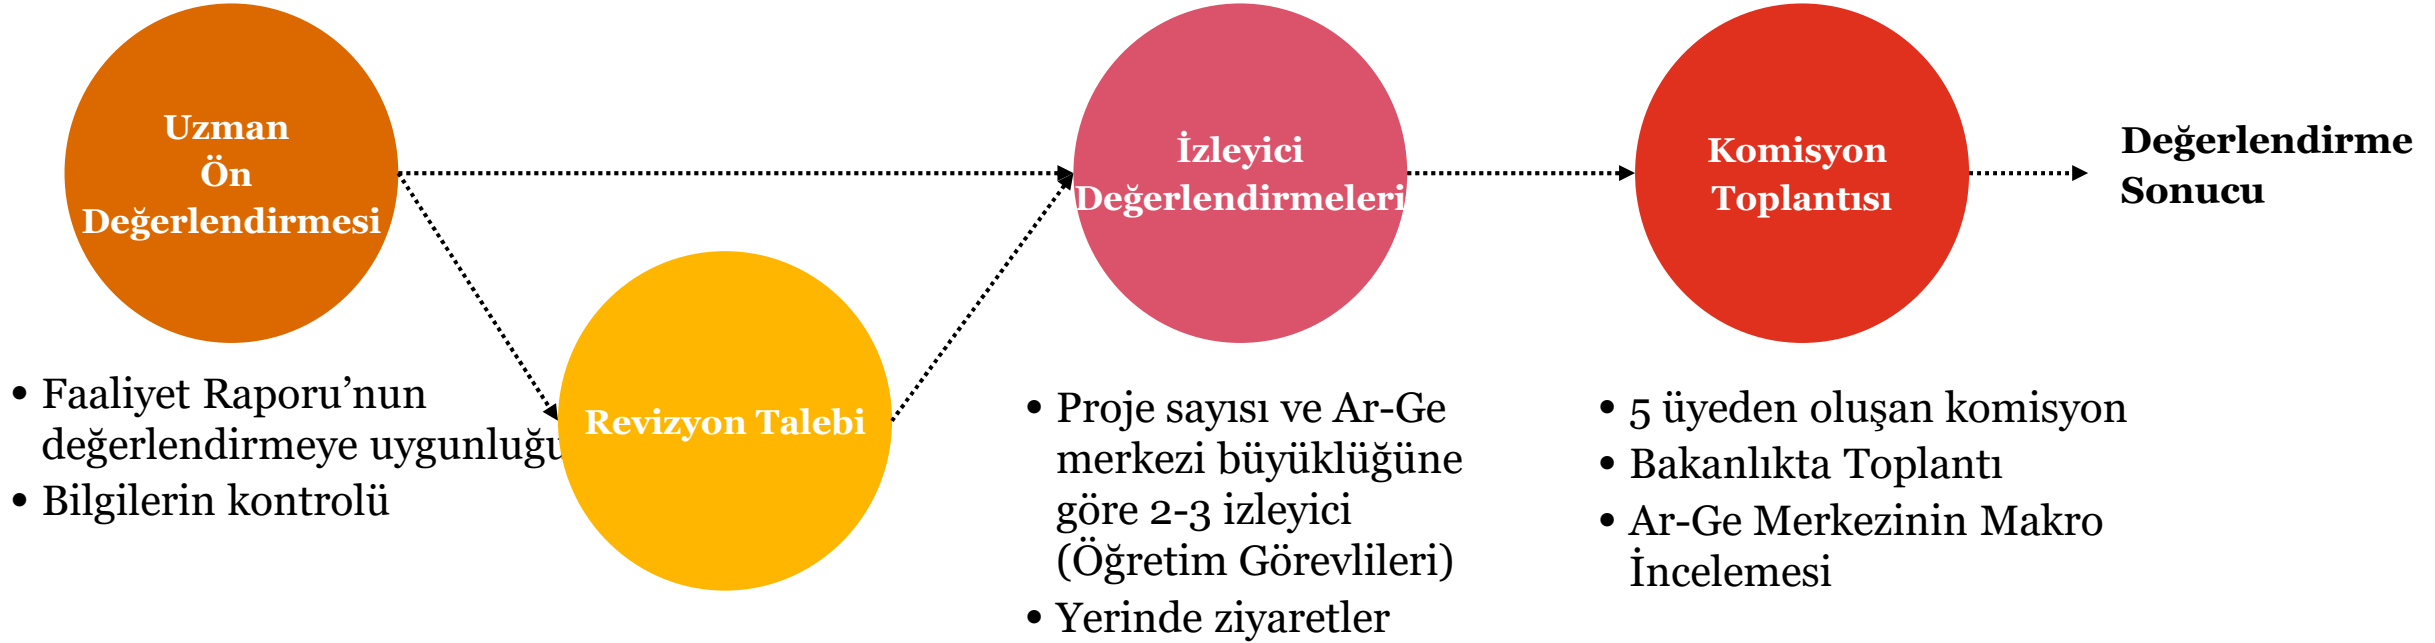 Uzman
Ön
Değerlendirmesi
• Faaliyet Raporu’nun
değerlendirmeye uygunluğu
• Bilgilerin kontrolü
Revizyon Talebi
İzleyici
Değerlendirmeleri
• Proje sayısı ve Ar-Ge
merkezi büyüklüğüne
göre 2-3 izleyici
(Öğretim Görevlileri)
• Yerinde ziyaretler
Komisyon
Toplantısı
• 5 üyeden oluşan komisyon
• Bakanlıkta Toplantı
• Ar-Ge Merkezinin Makro
İncelemesi
Değerlendirme
Sonucu